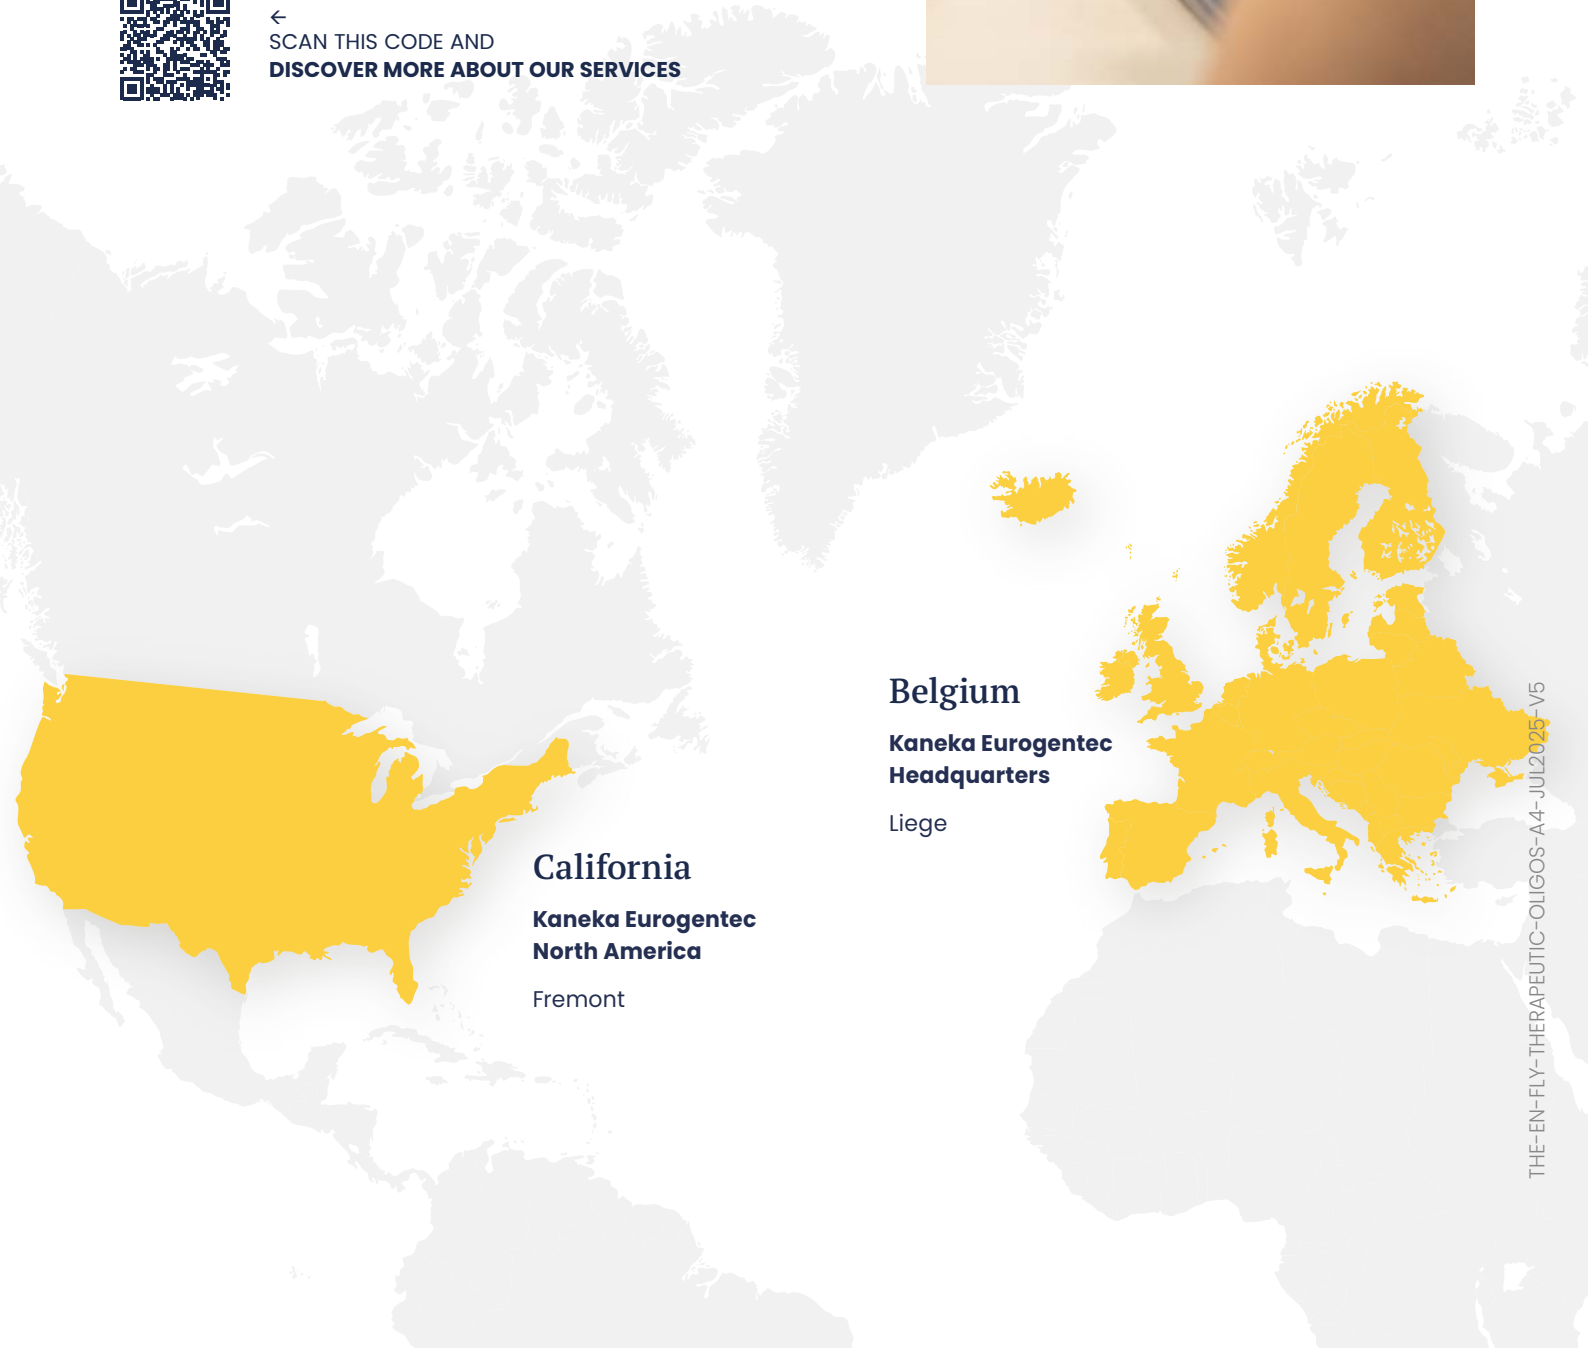 ←
SCAN THIS CODE AND
DISCOVER MORE ABOUT OUR SERVICES
Belgium
Kaneka Eurogentec
Headquarters
Liege
California
Kaneka Eurogentec
North America
Fremont
THE-EN-FLY-THERAPEUTIC-OLIGOS-A4-JUL2025-V5